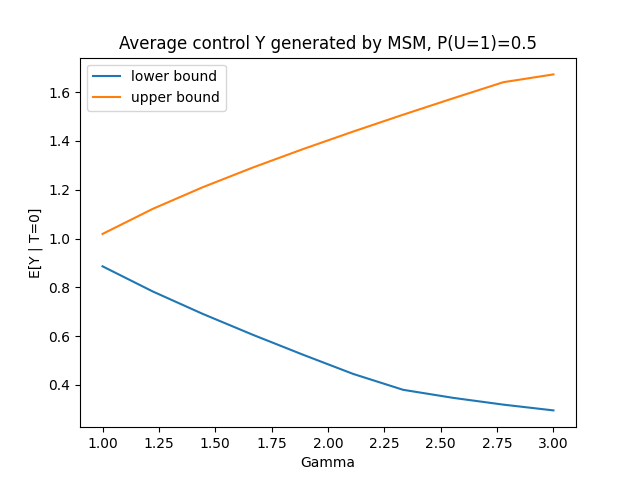 Average control Y generated by MSM, P(U=1)=0.5
lower bound
upper bound
1.6
1.4
1.2
1.0
0.8
0.6
0.4
E[Y | T=0]
1.00 1.25 1.50 1.75 2.00 2.25 2.50 2.75 3.00
Gamma